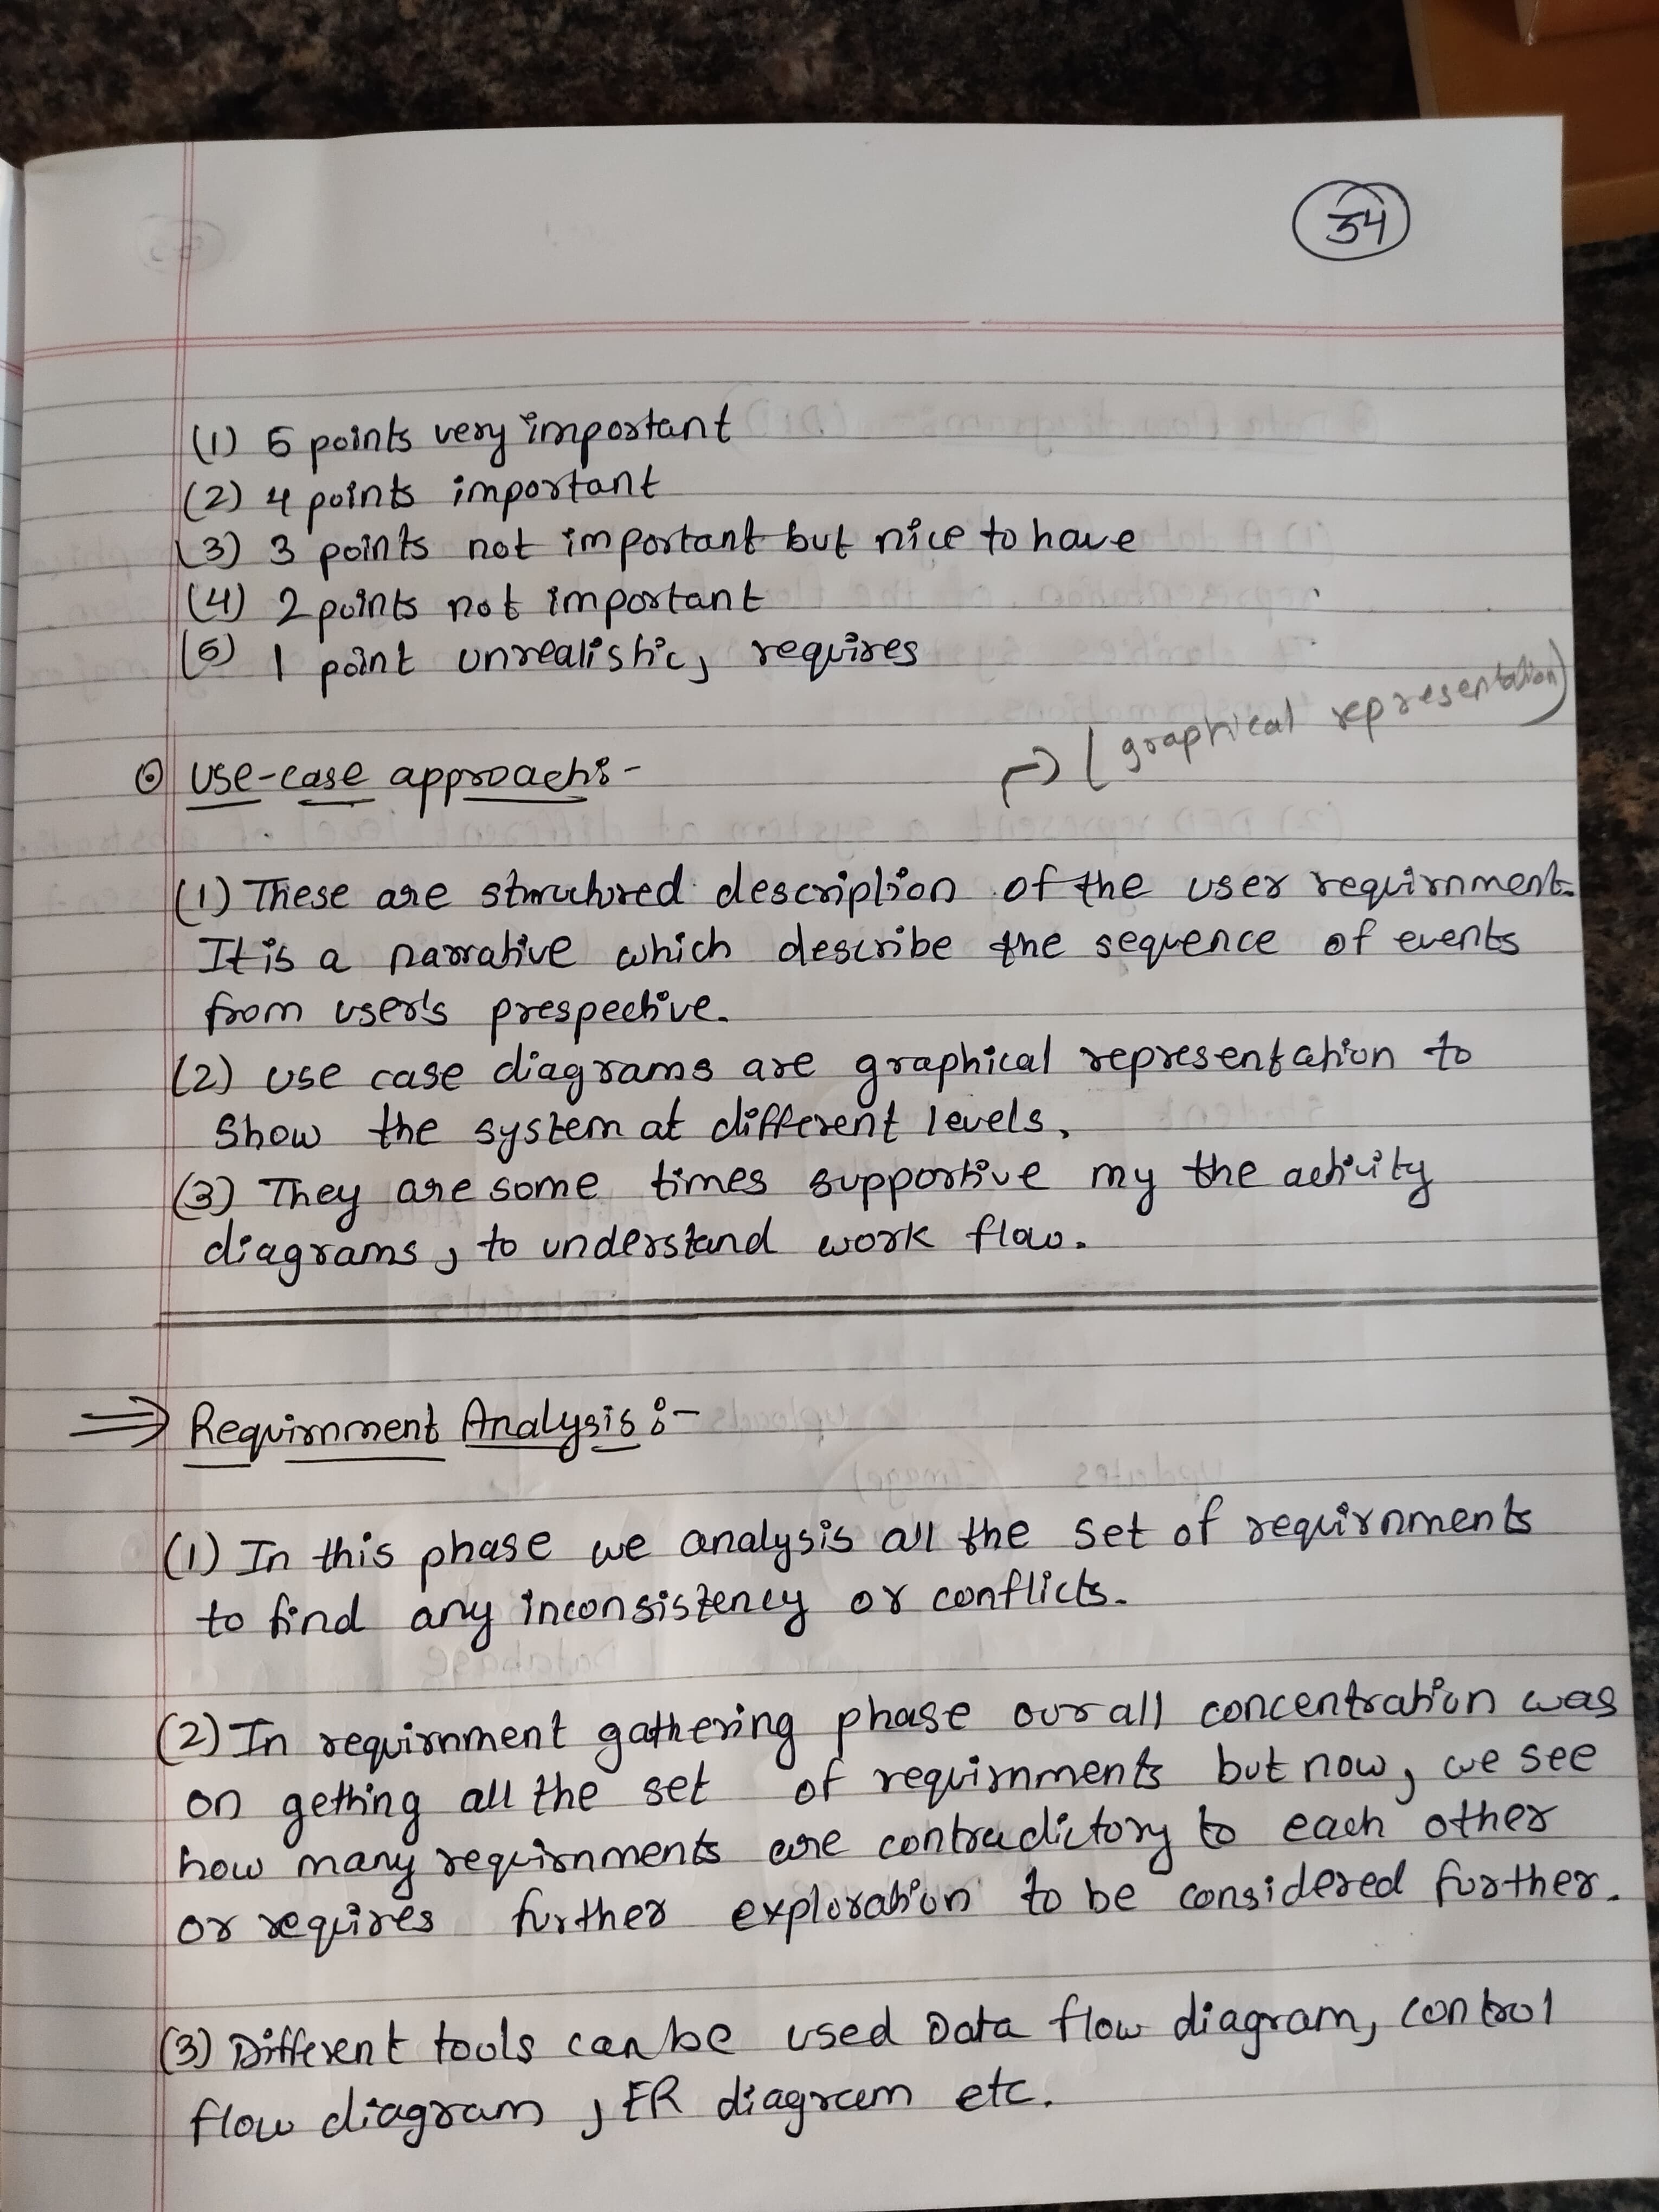 34
(1) 5 points very important
(2) 4 points important
(3) 3 points not important but nice to have
(4) 2 points not important
(5) 1 point unrealistic, requires
→ (graphical representation)
⊙ Use-case approach:-
(1) These are structured description of the user requirnment.
It is a narrative which describe the sequence of events
from user's prespective.
(2) use case diagrams are graphical representation to
show the system at different levels.
(3) They are some times supportive my the activity
diagrams, to understand work flow.
⇒ Requirnment Analysis :-
(1) In this phase we analysis all the set of requirnments
to find any inconsistency or conflicts.
(2) In requirnment gathering phase our all concentration was
on getting all the set of requirnments but now, we see
how many requirnments are contradictory to each other
or requires further exploration to be considered further.
(3) Different tools can be used Data flow diagram, control
flow diagram, ER diagram etc.